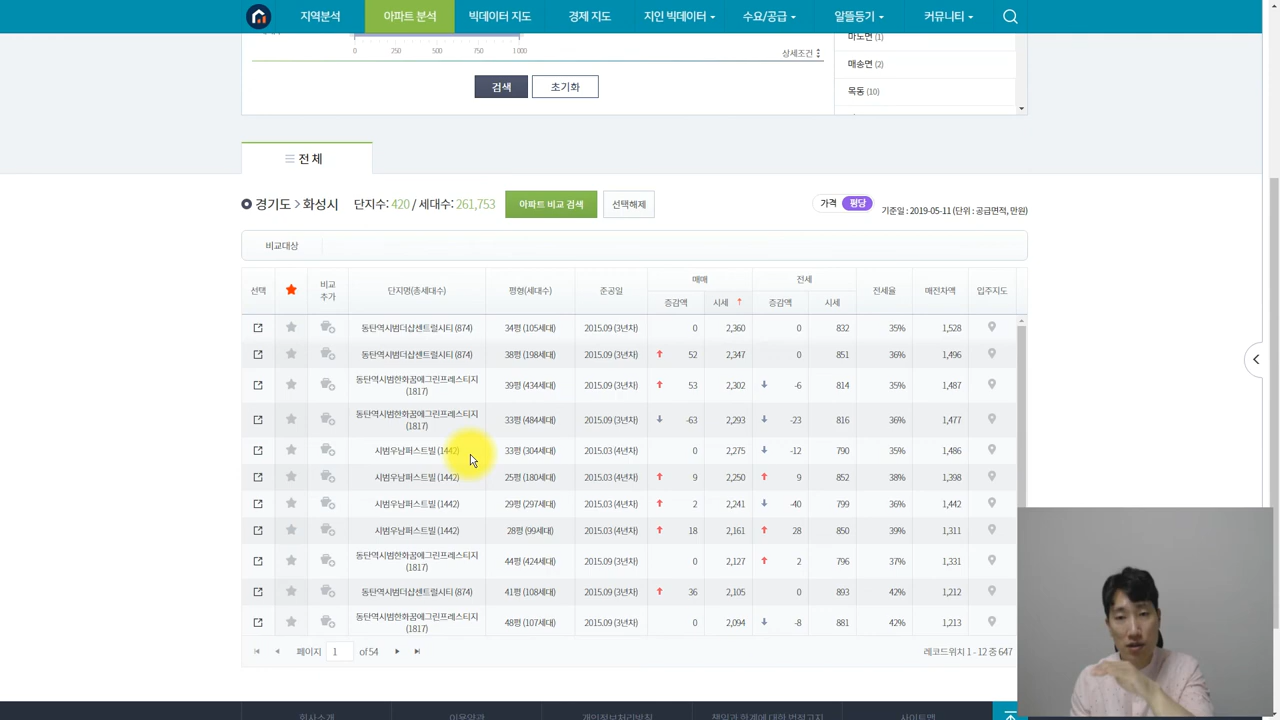 지역분석 아파트 분석 빅데이터 지도 경제 지도 지인 빅데이터 수요/공급 알뜰등기 커뮤니티
0 250 500 750 1000
상세조건
검색 초기화
마도면 (1)
매송면 (2)
목동 (10)
전체
경기도 > 화성시 단지수: 420 / 세대수: 261,753 아파트 비교 검색 선택해제
가격 평당 기준일 : 2019-05-11 (단위 : 공급면적, 만원)
비교대상
선택 비교추가 단지명(총세대수) 평형(세대수) 준공일 매매 전세 전세율 매전차액 입주지도
증감액 시세 증감액 시세
동탄역시범더샵센트럴시티 (874) 34평 (105세대) 2015.09 (3년차) 0 2,360 0 832 35% 1,528
동탄역시범더샵센트럴시티 (874) 38평 (198세대) 2015.09 (3년차) 52 2,347 0 851 36% 1,496
동탄역시범한화꿈에그린프레스티지 (1817) 39평 (434세대) 2015.09 (3년차) 53 2,302 -6 814 35% 1,487
동탄역시범한화꿈에그린프레스티지 (1817) 33평 (484세대) 2015.09 (3년차) -63 2,293 -23 816 36% 1,477
시범우남퍼스트빌 (1442) 33평 (304세대) 2015.03 (4년차) 0 2,275 -12 790 35% 1,486
시범우남퍼스트빌 (1442) 25평 (180세대) 2015.03 (4년차) 9 2,250 9 852 38% 1,398
시범우남퍼스트빌 (1442) 29평 (297세대) 2015.03 (4년차) 2 2,241 -40 799 36% 1,442
시범우남퍼스트빌 (1442) 28평 (99세대) 2015.03 (4년차) 18 2,161 28 850 39% 1,311
동탄역시범한화꿈에그린프레스티지 (1817) 44평 (424세대) 2015.09 (3년차) 0 2,127 2 796 37% 1,331
동탄역시범더샵센트럴시티 (874) 41평 (108세대) 2015.09 (3년차) 36 2,105 0 893 42% 1,212
동탄역시범한화꿈에그린프레스티지 (1817) 48평 (107세대) 2015.09 (3년차) 0 2,094 -8 881 42% 1,213
페이지 1 of 54 레코드위치 1 - 12 중 647